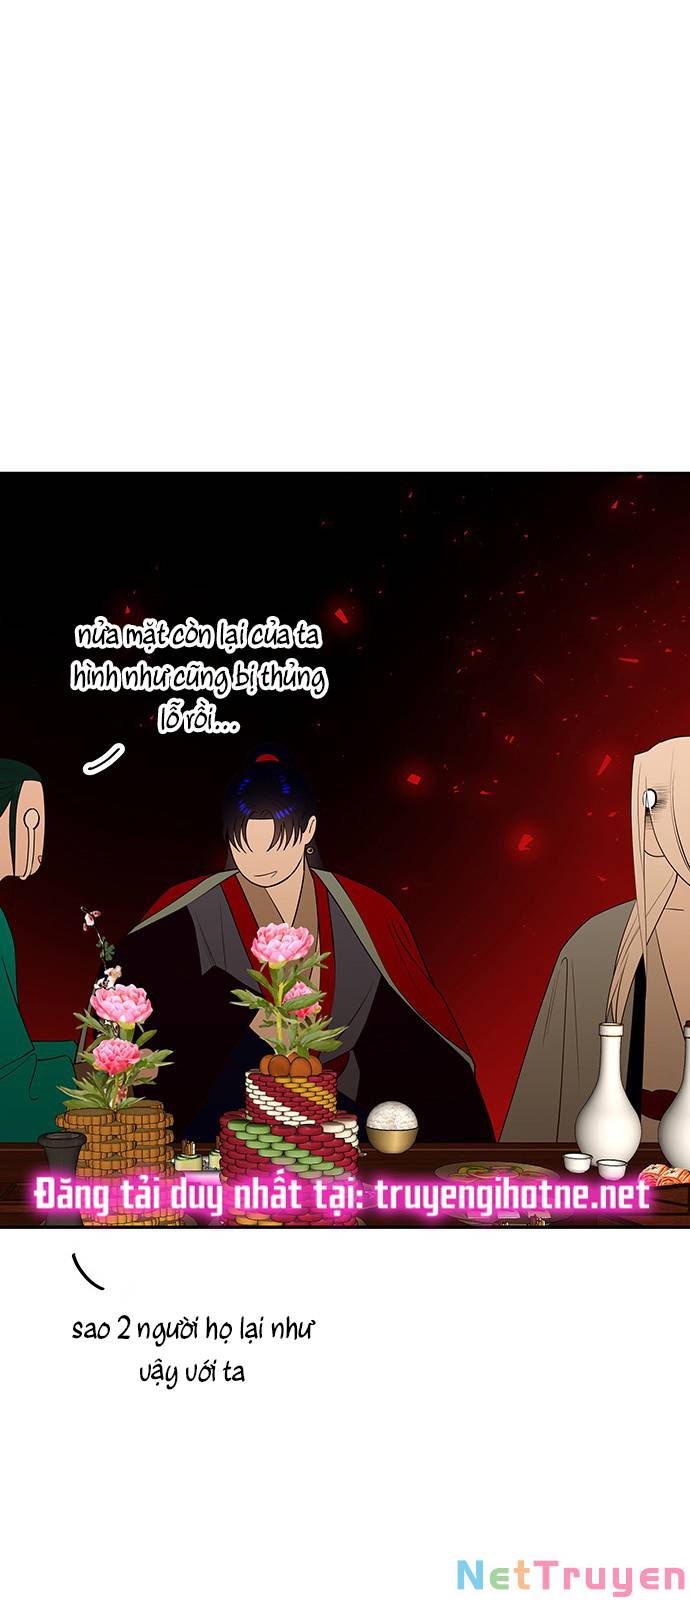 nửa mặt còn lại của ta
hình như cũng bị thủng
lỗ rồi...
Đăng tải duy nhất tại: truyengihotne.net
sao 2 người họ lại như
vậy với ta
NetTruyen